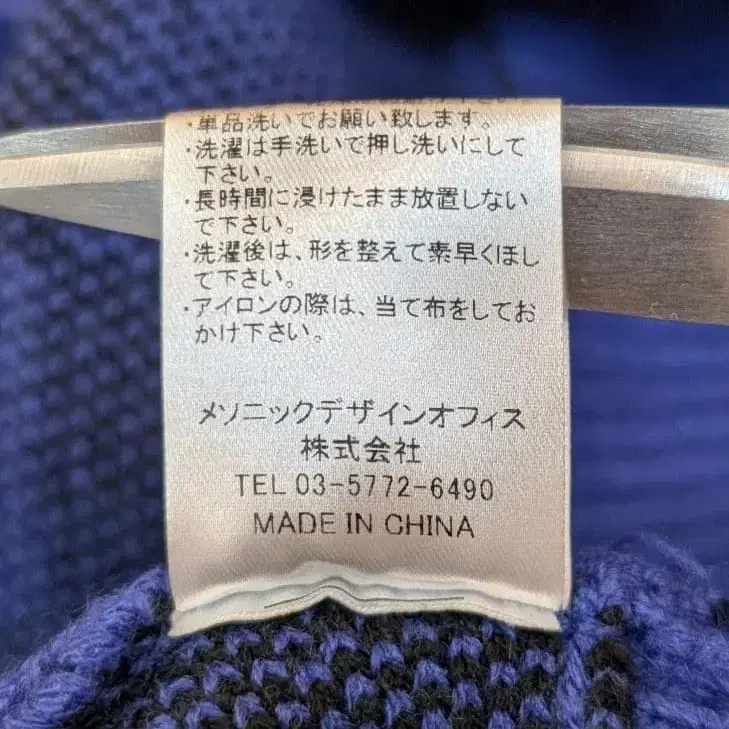 ・単品洗いでお願い致します。
・洗濯は手洗いで押し洗いにして
下さい。
・長時間に浸けたまま放置しない
で下さい。
・洗濯後は、形を整えて素早くほし
て下さい。
・アイロンの際は、当て布をしてお
かけ下さい。
メソニックデザインオフィス
株式会社
TEL 03-5772-6490
MADE IN CHINA